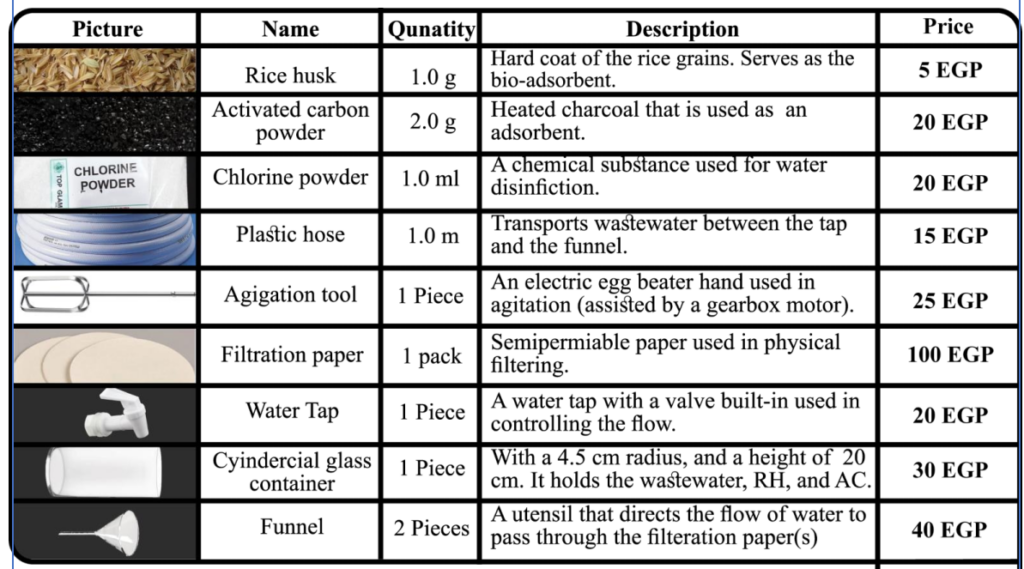 Picture Name Qunatity Description Price
Rice husk 1.0 g Hard coat of the rice grains. Serves as the
bio-adsorbent. 5 EGP
Activated carbon
powder 2.0 g Heated charcoal that is used as an
adsorbent. 20 EGP
CHLORINE
POWDER
TOP GLAM
Chlorine powder 1.0 ml A chemical substance used for water
disinfiction. 20 EGP
Plastic hose 1.0 m Transports wastewater between the tap
and the funnel. 15 EGP
Agigation tool 1 Piece An electric egg beater hand used in
agitation (assisted by a gearbox motor). 25 EGP
Filtration paper 1 pack Semipermiable paper used in physical
filtering. 100 EGP
Water Tap 1 Piece A water tap with a valve built-in used in
controlling the flow. 20 EGP
Cyindercial glass
container 1 Piece With a 4.5 cm radius, and a height of 20
cm. It holds the wastewater, RH, and AC. 30 EGP
Funnel 2 Pieces A utensil that directs the flow of water to
pass through the filteration paper(s) 40 EGP